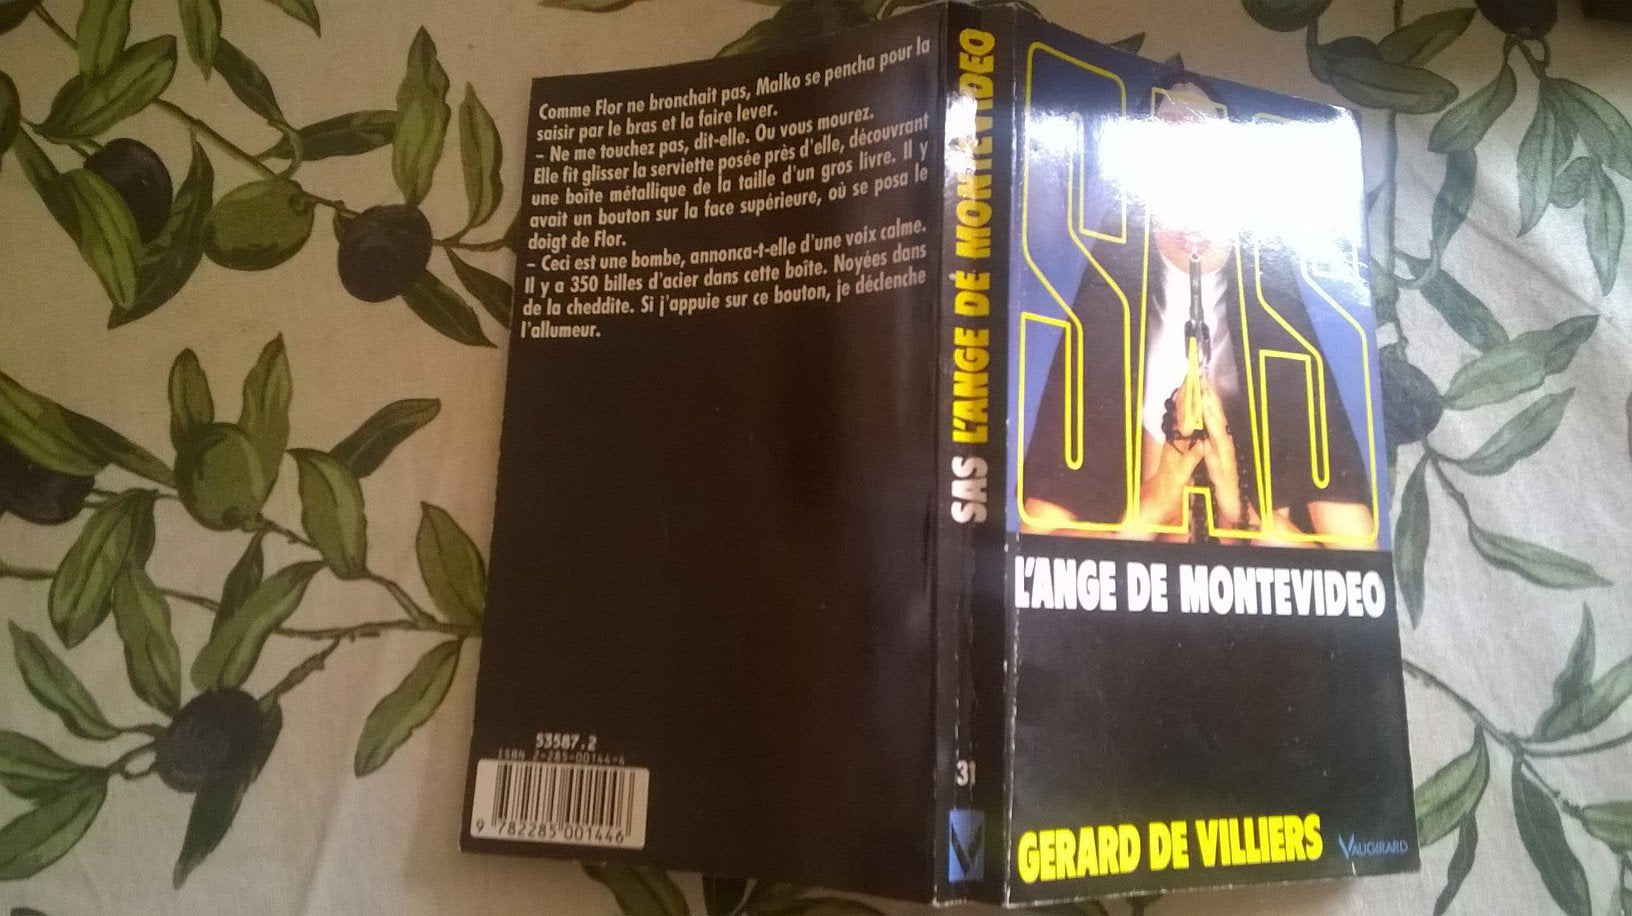 Comme Flor ne bronchait pas, Malko se pencha pour la
saisir par le bras et la faire lever.
– Ne me touchez pas, dit-elle. Ou vous mourez.
Elle fit glisser la serviette posée près d'elle, découvrant
une boîte métallique de la taille d'un gros livre. Il y
avait un bouton sur la face supérieure, où se posa le
doigt de Flor.
– Ceci est une bombe, annonca-t-elle d'une voix calme.
Il y a 350 billes d'acier dans cette boîte. Noyées dans
de la cheddite. Si j'appuie sur ce bouton, je déclenche
l'allumeur.
53587.2
ISBN 2-285-00144-4
9 782285 001446
SAS L'ANGE DE MONTEVIDEO
31
SAS
L'ANGE DE MONTEVIDEO
GERARD DE VILLIERS
VAUGIRARD